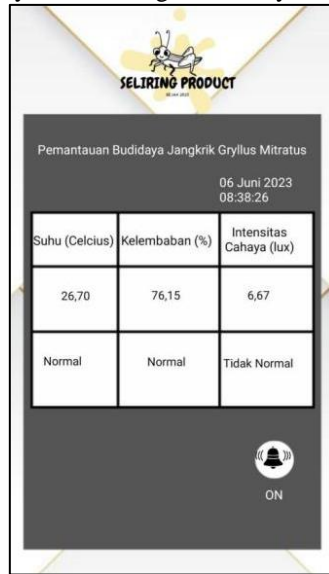 SELIRING PRODUCT
Pemantauan Budidaya Jangkrik Gryllus Mitratus
06 Juni 2023
08:38:26
Suhu (Celcius) Kelembaban (%) Intensitas Cahaya (lux)
26,70 76,15 6,67
Normal Normal Tidak Normal
ON